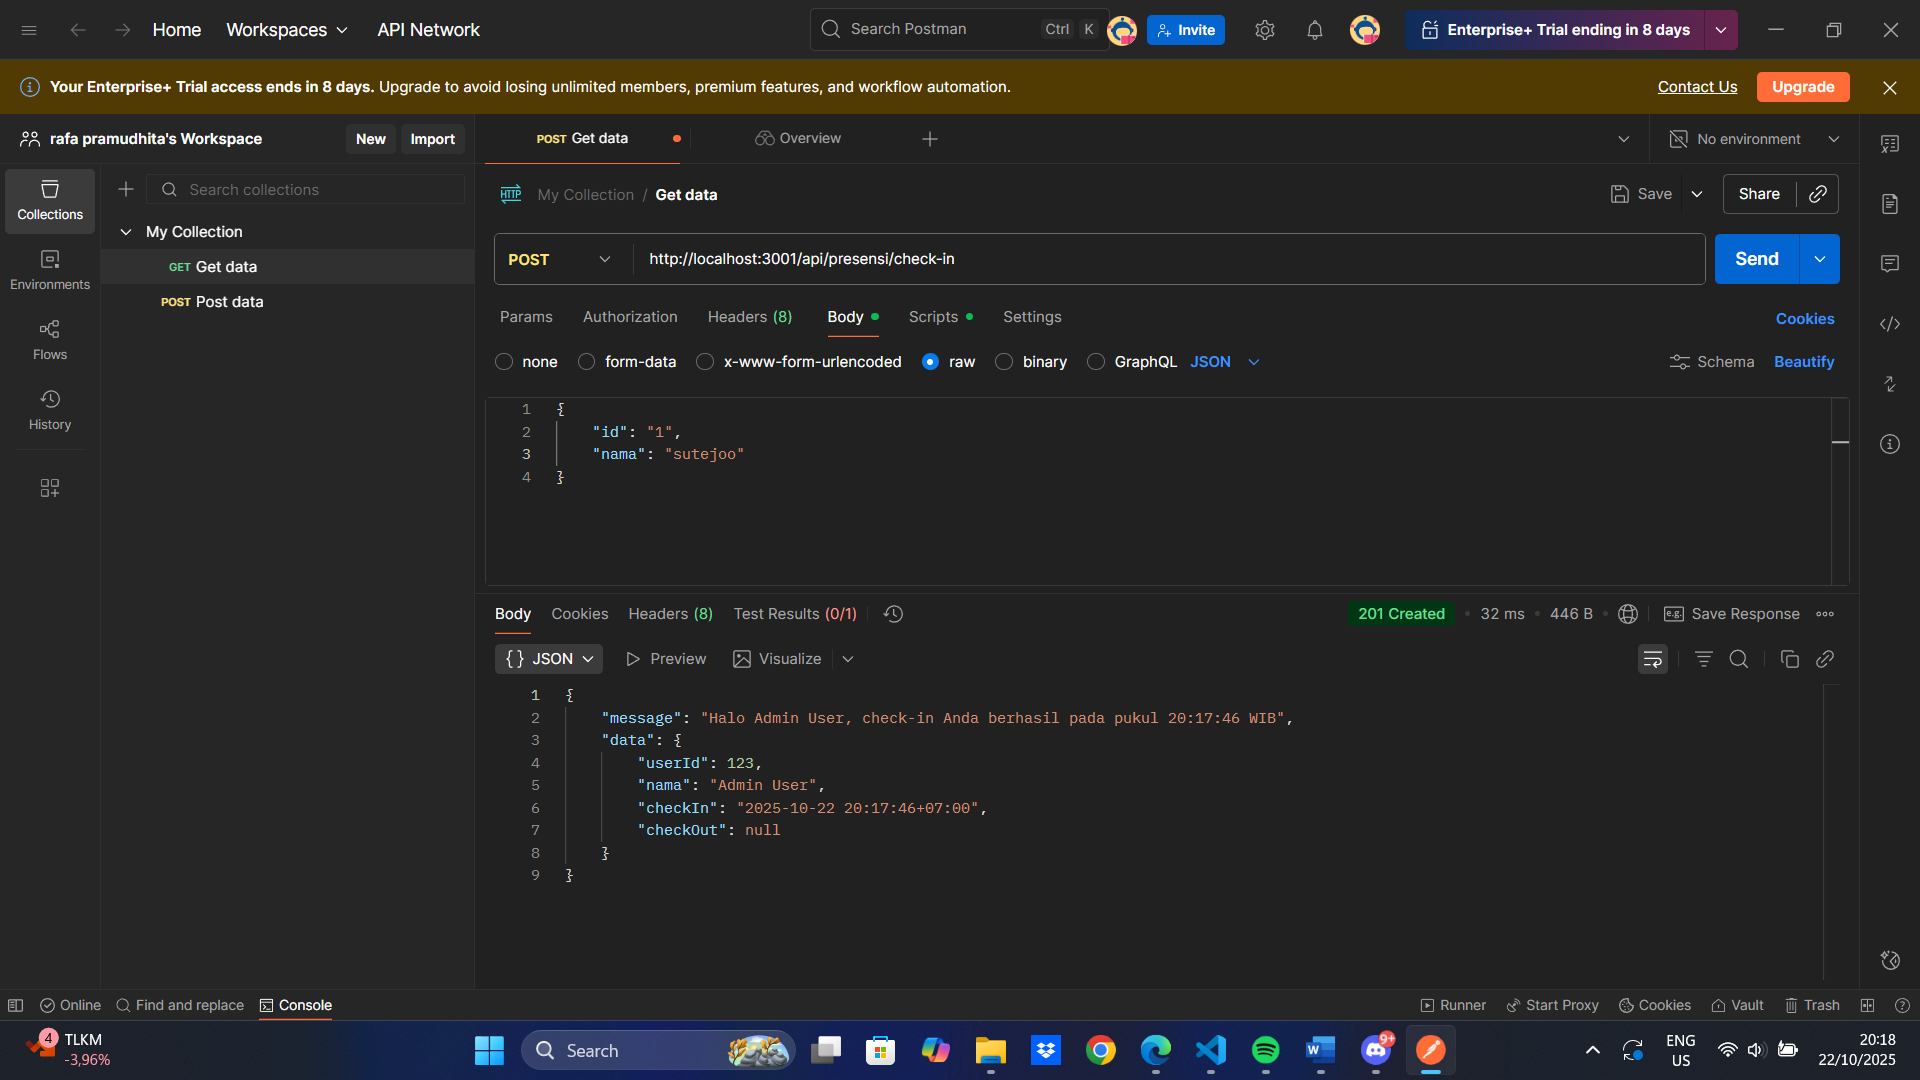 Home Workspaces API Network Search Postman Ctrl K Invite Enterprise+ Trial ending in 8 days
Your Enterprise+ Trial access ends in 8 days. Upgrade to avoid losing unlimited members, premium features, and workflow automation. Contact Us Upgrade
rafa pramudhita's Workspace New Import POST Get data Overview No environment
Collections
Environments
Flows
History
Search collections
My Collection
GET Get data
POST Post data
HTTP My Collection / Get data Save Share
POST http://localhost:3001/api/presensi/check-in Send
Params Authorization Headers (8) Body Scripts Settings Cookies
none form-data x-www-form-urlencoded raw binary GraphQL JSON Schema Beautify
1 {
2 "id": "1",
3 "nama": "sutejoo"
4 }
Body Cookies Headers (8) Test Results (0/1) 201 Created 32 ms 446 B e.g. Save Response
{} JSON Preview Visualize
1 {
2 "message": "Halo Admin User, check-in Anda berhasil pada pukul 20:17:46 WIB",
3 "data": {
4 "userId": 123,
5 "nama": "Admin User",
6 "checkIn": "2025-10-22 20:17:46+07:00",
7 "checkOut": null
8 }
9 }
Online Find and replace Console Runner Start Proxy Cookies Vault Trash
4 TLKM
-3,96%
Search
9+
ENG
US
20:18
22/10/2025